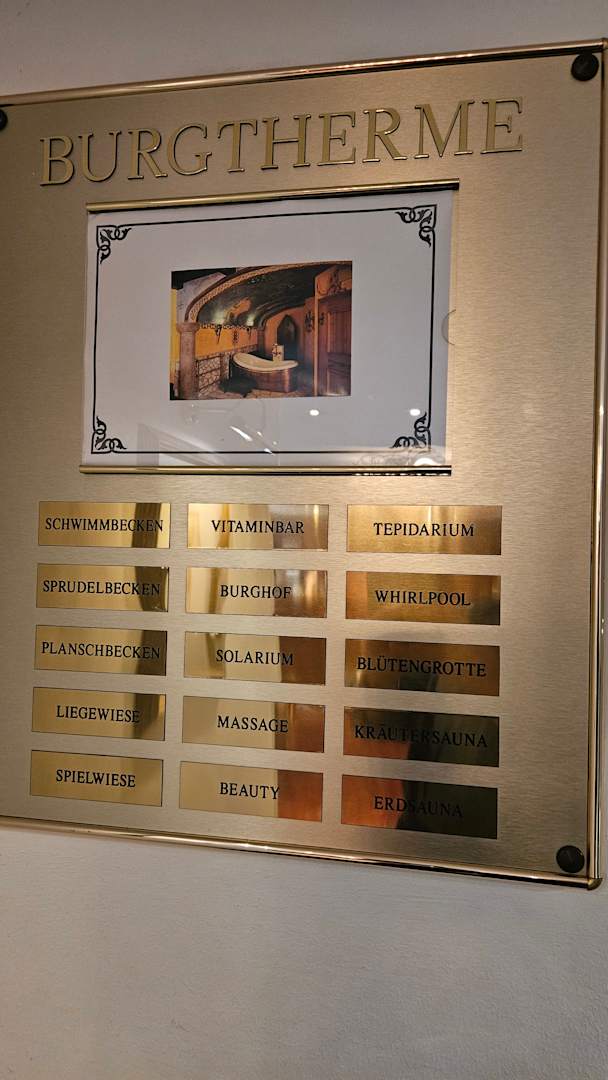 BURGTHERME
SCHWIMMBECKEN
VITAMINBAR
TEPIDARIUM
SPRUDELBECKEN
BURGHOF
WHIRLPOOL
PLANSCHBECKEN
SOLARIUM
BLÜTENGROTTE
LIEGEWIESE
MASSAGE
KRÄUTERSAUNA
SPIELWIESE
BEAUTY
ERDSAUNA